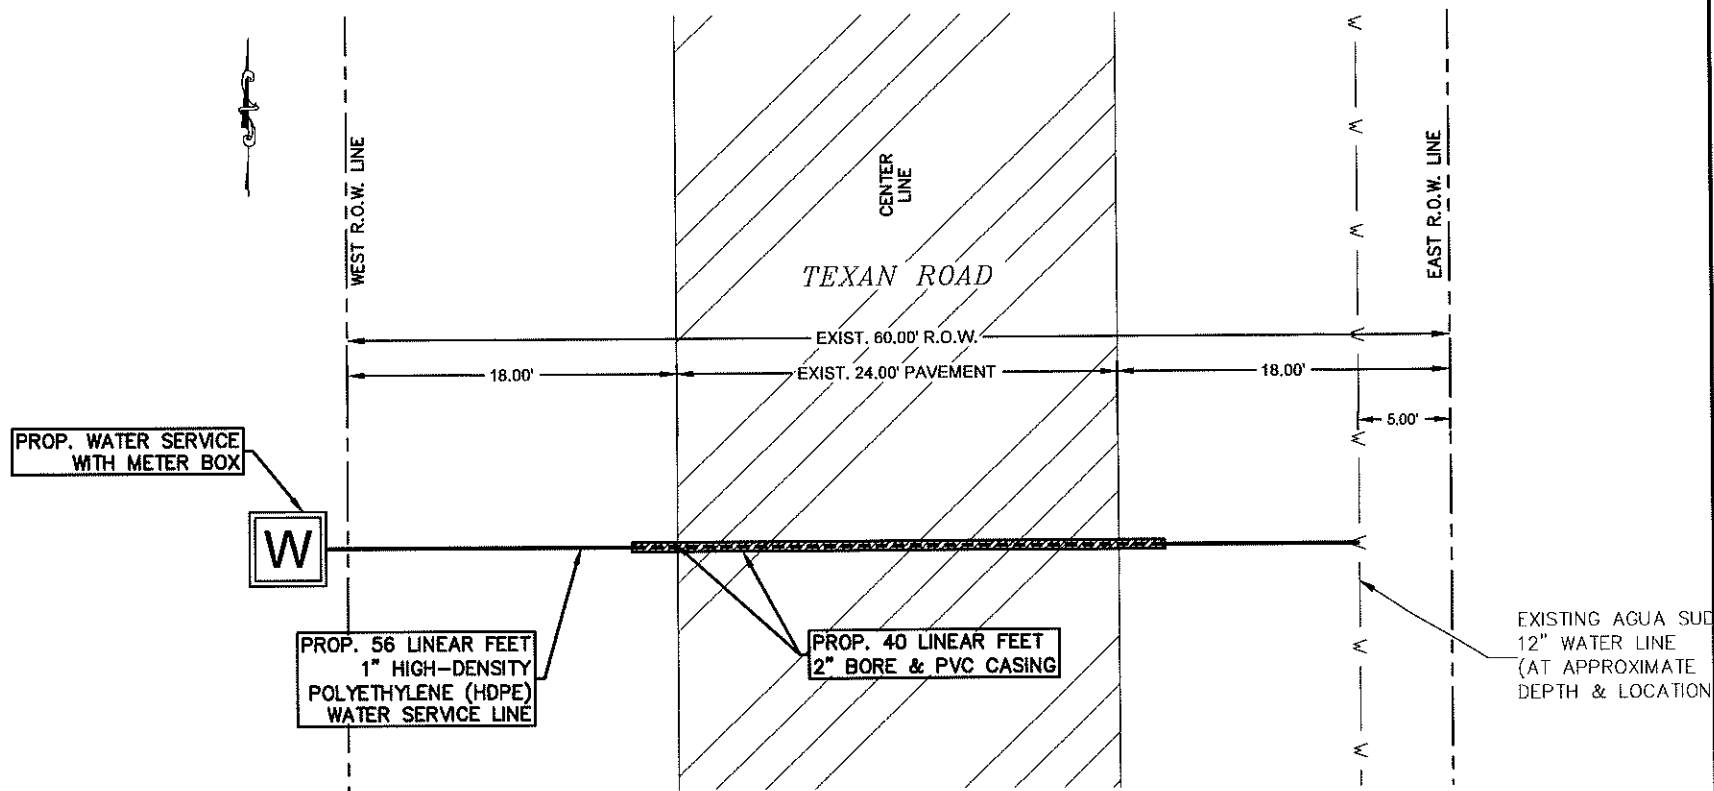 WEST R.O.W. LINE
CENTER
LINE
EAST R.O.W. LINE
W
W
W
W
W
W
W
W
TEXAN ROAD
EXIST. 60.00' R.O.W.
18.00'
EXIST. 24.00' PAVEMENT
18.00'
5.00'
PROP. WATER SERVICE
WITH METER BOX
W
PROP. 56 LINEAR FEET
1" HIGH-DENSITY
POLYETHYLENE (HDPE)
WATER SERVICE LINE
PROP. 40 LINEAR FEET
2" BORE & PVC CASING
EXISTING AGUA SUD
12" WATER LINE
(AT APPROXIMATE
DEPTH & LOCATION